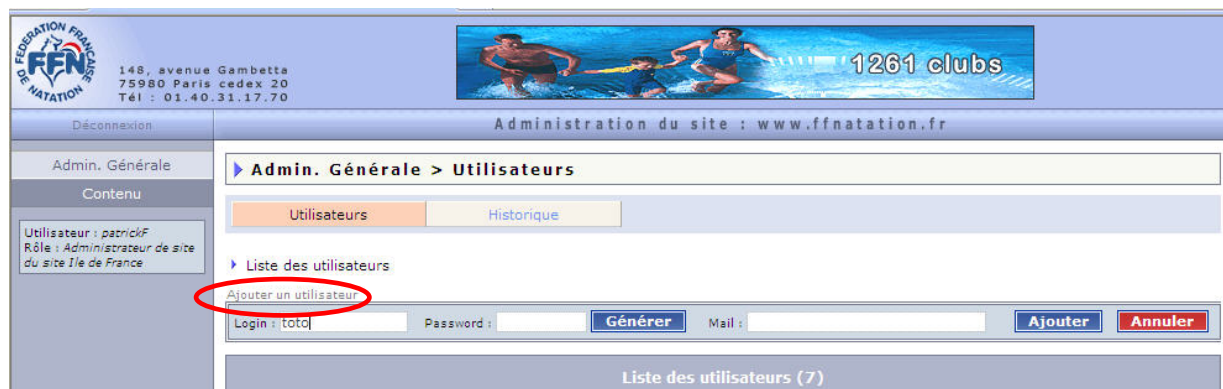 FEDERATION FRANÇAISE
FFN
DE NATATION
148, avenue Gambetta
75980 Paris cedex 20
Tél : 01.40.31.17.70
1261 clubs
Déconnexion
Administration du site : www.ffnatation.fr
Admin. Générale
Contenu
Utilisateur : patrickF
Rôle : Administrateur de site
du site Ile de France
Admin. Générale > Utilisateurs
Utilisateurs Historique
Liste des utilisateurs
Ajouter un utilisateur
Login : toto Password : Générer Mail : Ajouter Annuler
Liste des utilisateurs (7)